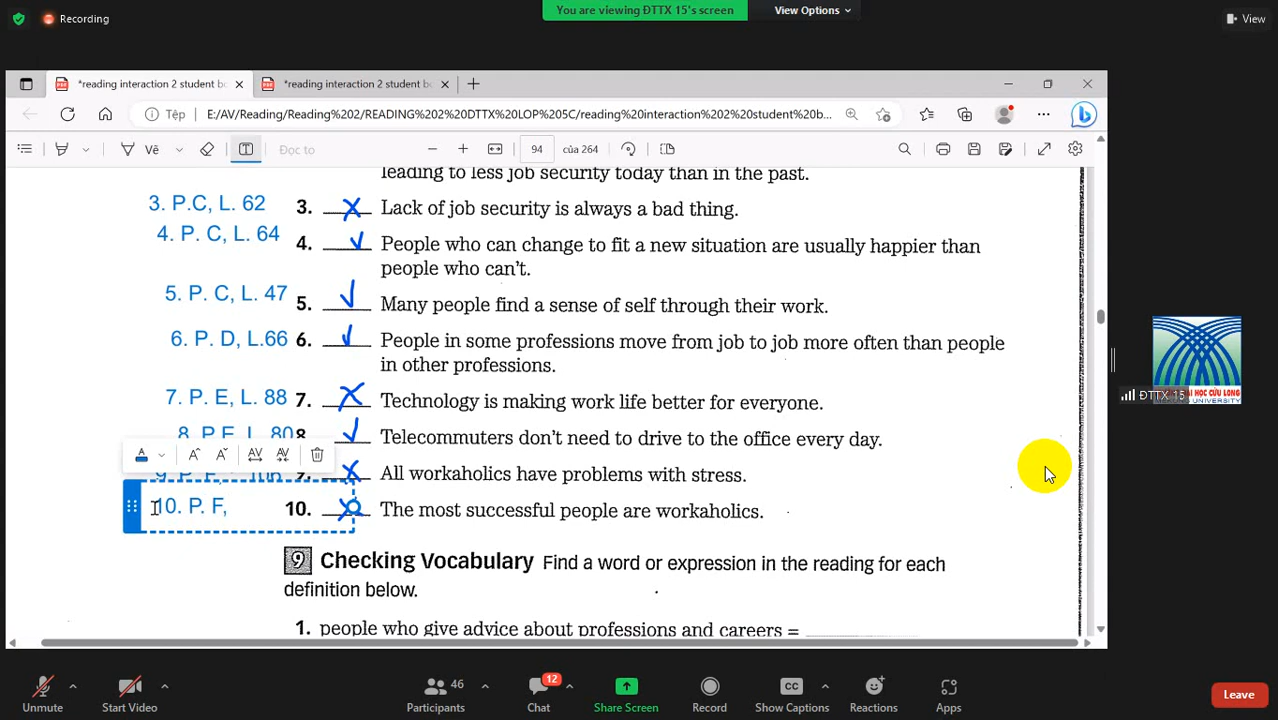 Recording
You are viewing ĐTTX 15's screen
View Options
View
*reading interaction 2 student b
*reading interaction 2 student b
Tệp
E:/AV/Reading/Reading%202/READING%202%20DTTX%20LOP%205C/reading%20interaction%202%20student%20b...
Vẽ
Đọc to
94
của 264
leading to less job security today than in the past.
3. P.C, L. 62
3. Lack of job security is always a bad thing.
4. P. C, L. 64
4. People who can change to fit a new situation are usually happier than
people who can't.
5. P. C, L. 47
5. Many people find a sense of self through their work.
6. P. D, L.66
6. People in some professions move from job to job more often than people
in other professions.
7. P. E, L. 88
7. Technology is making work life better for everyone.
8. P.E, L. 80
8. Telecommuters don't need to drive to the office every day.
All workaholics have problems with stress.
10. P. F,
10. The most successful people are workaholics.
9 Checking Vocabulary Find a word or expression in the reading for each
definition below.
1. people who give advice about professions and careers =
ĐTTX 15
UNIVERSITY
Unmute
Start Video
46
Participants
12
Chat
Share Screen
Record
CC
Show Captions
Reactions
Apps
Leave